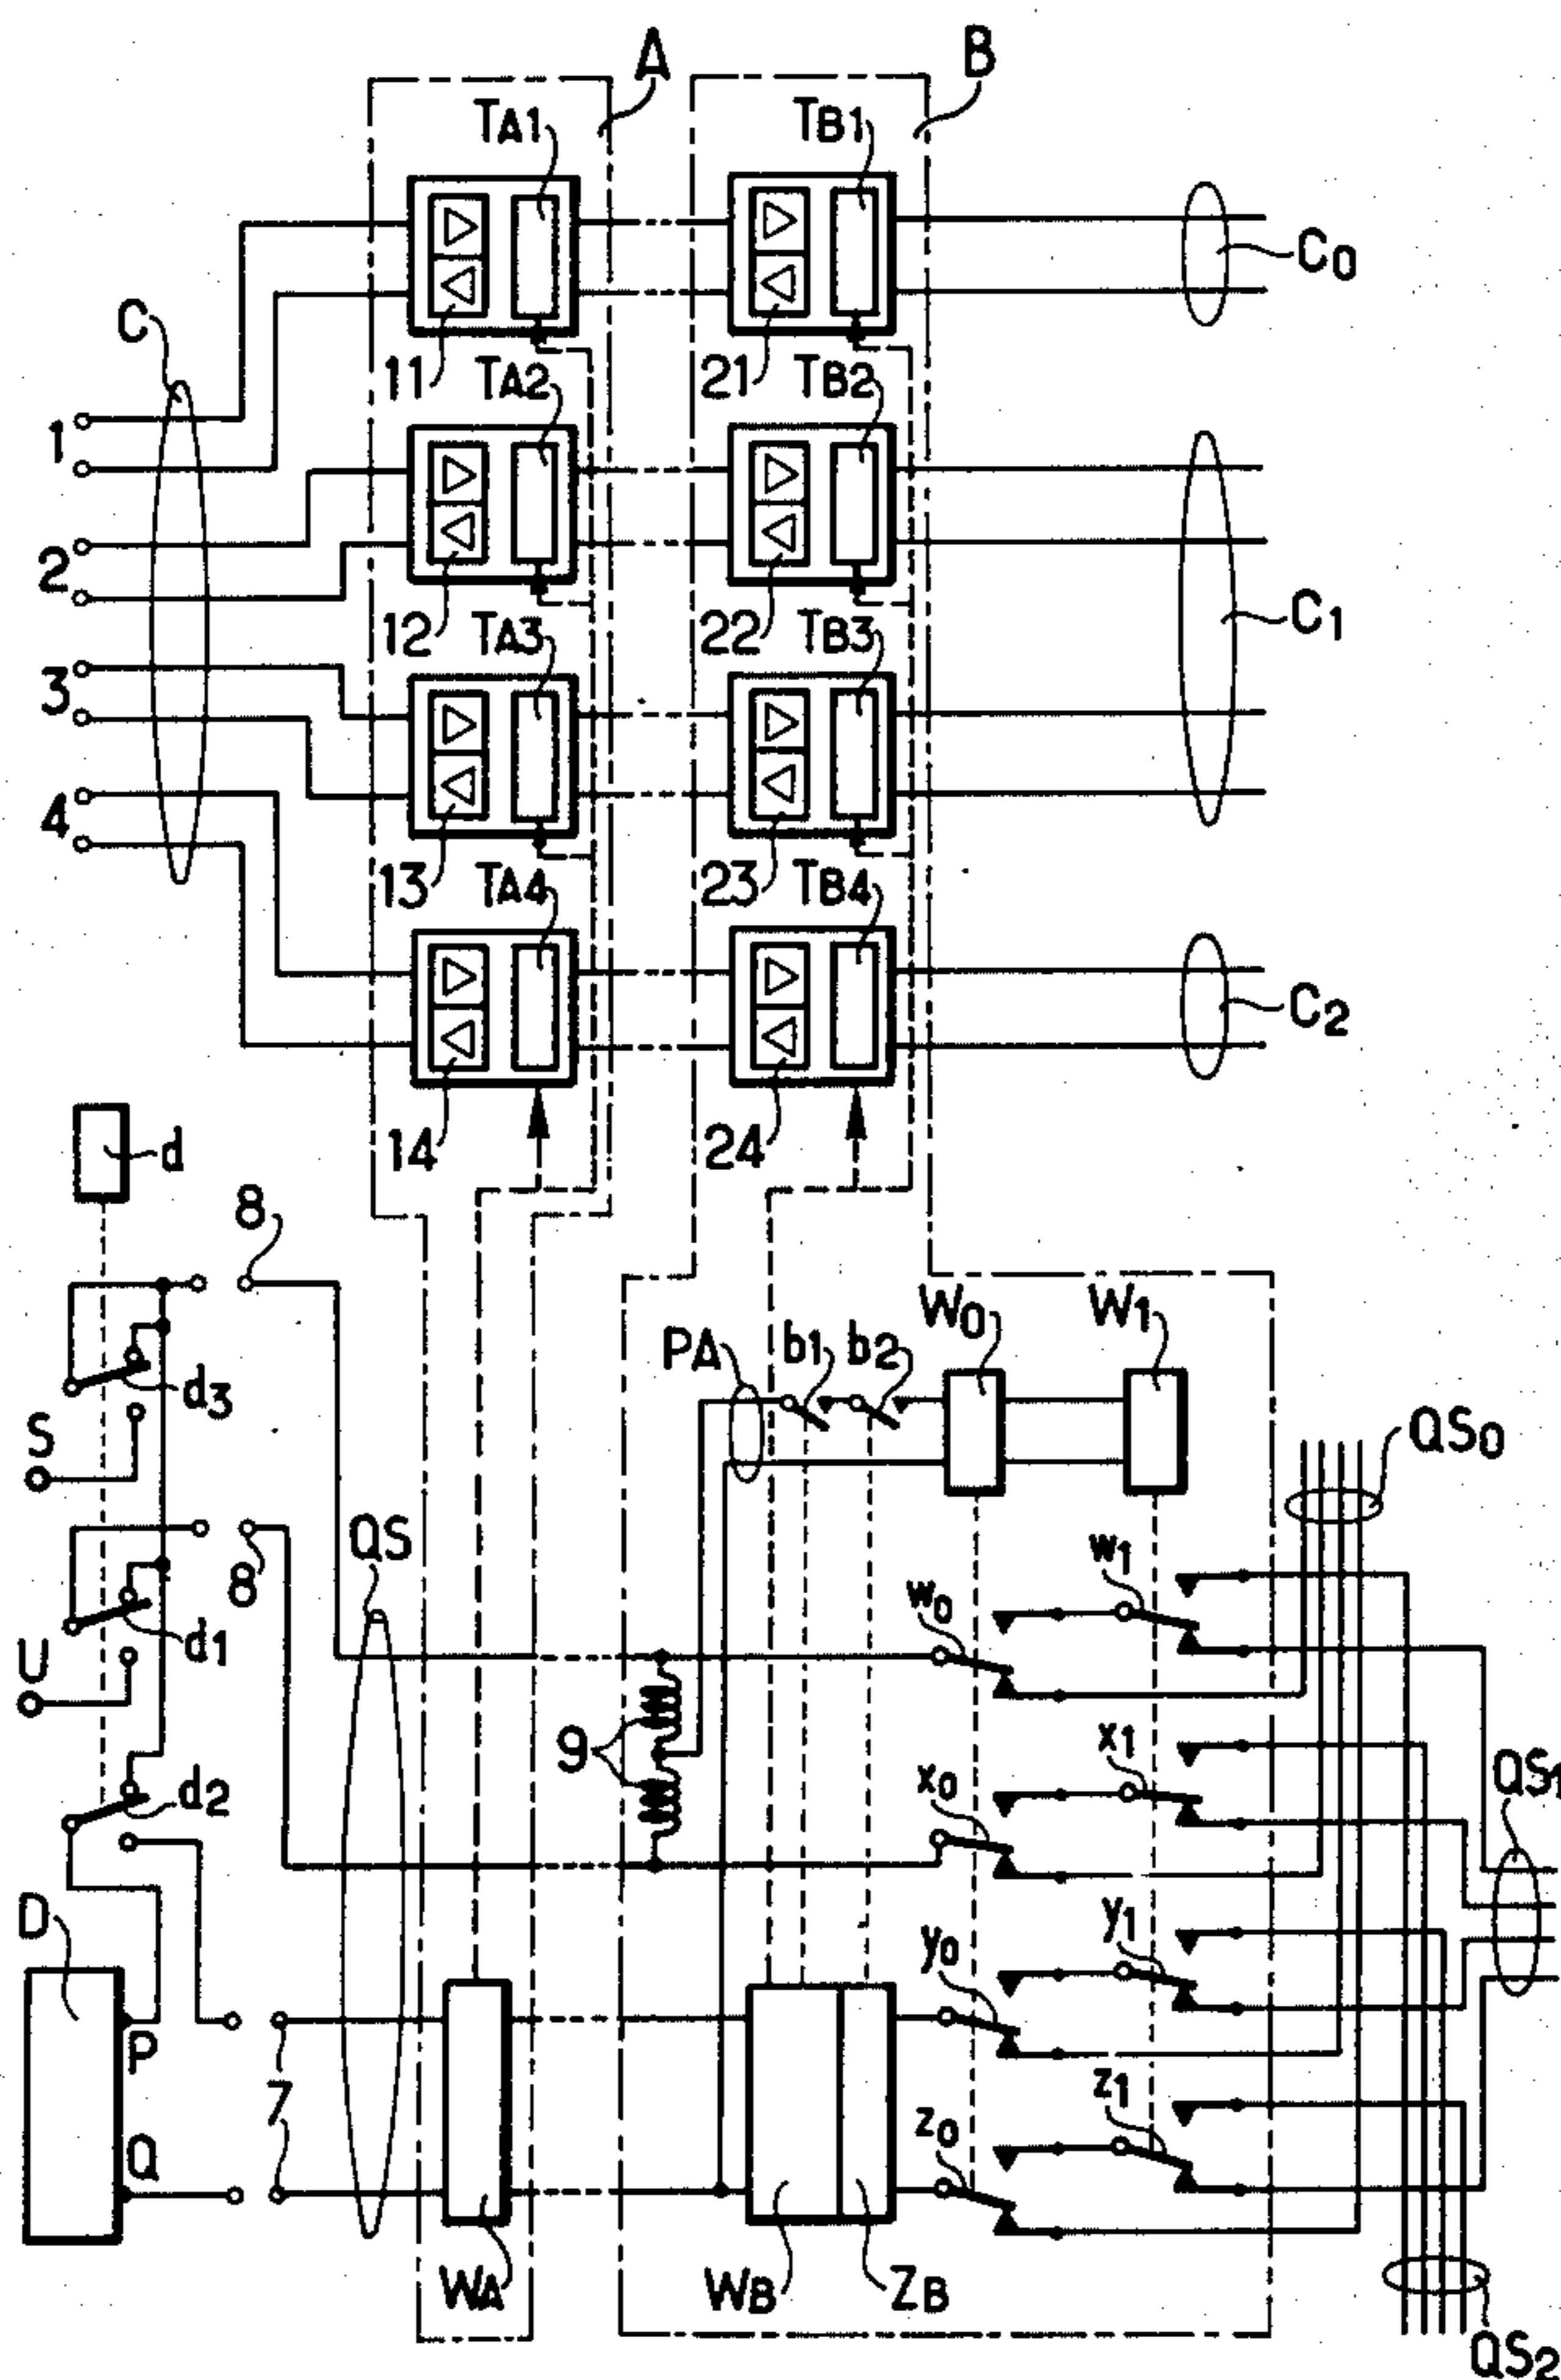 A
B
TA1
TB1
C0
C
11
TA2
21
TB2
1
2
12
TA3
22
TB3
C1
3
4
13
TA4
23
TB4
C2
14
24
d
8
W0
W1
PA
b1
b2
d3
S
QS0
QS
8
w1
w0
d1
U
9
x1
x0
QS1
d2
D
y1
y0
P
7
z1
Q
z0
WA
WB
ZB
QS2